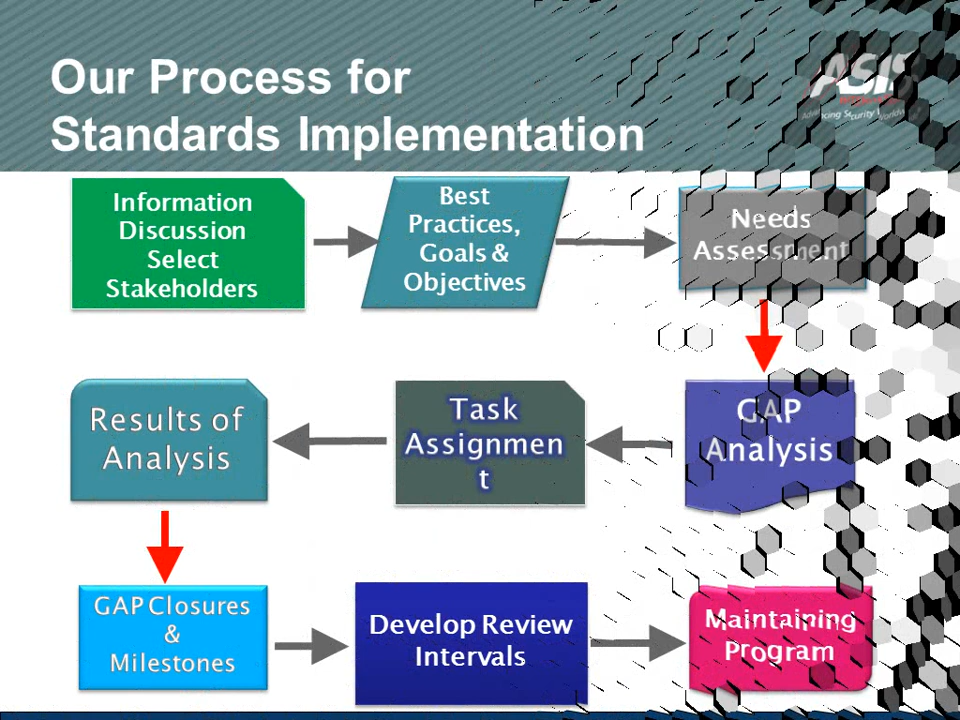 Our Process for
Standards Implementation
ASIS
Information
Discussion
Select
Stakeholders
Best
Practices,
Goals &
Objectives
Needs
Assessment
Results of
Analysis
Task
Assignmen
t
GAP
Analysis
GAP Closures
&
Milestones
Develop Review
Intervals
Maintaining
Program